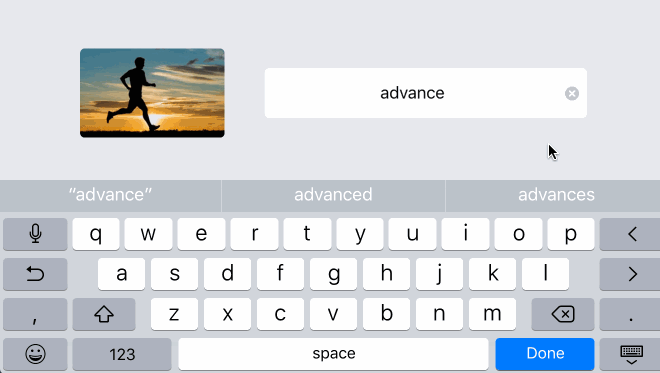 advance
“advance” advanced advances
q w e r t y u i o p <
a s d f g h j k l >
, z x c v b n m .
123 space Done